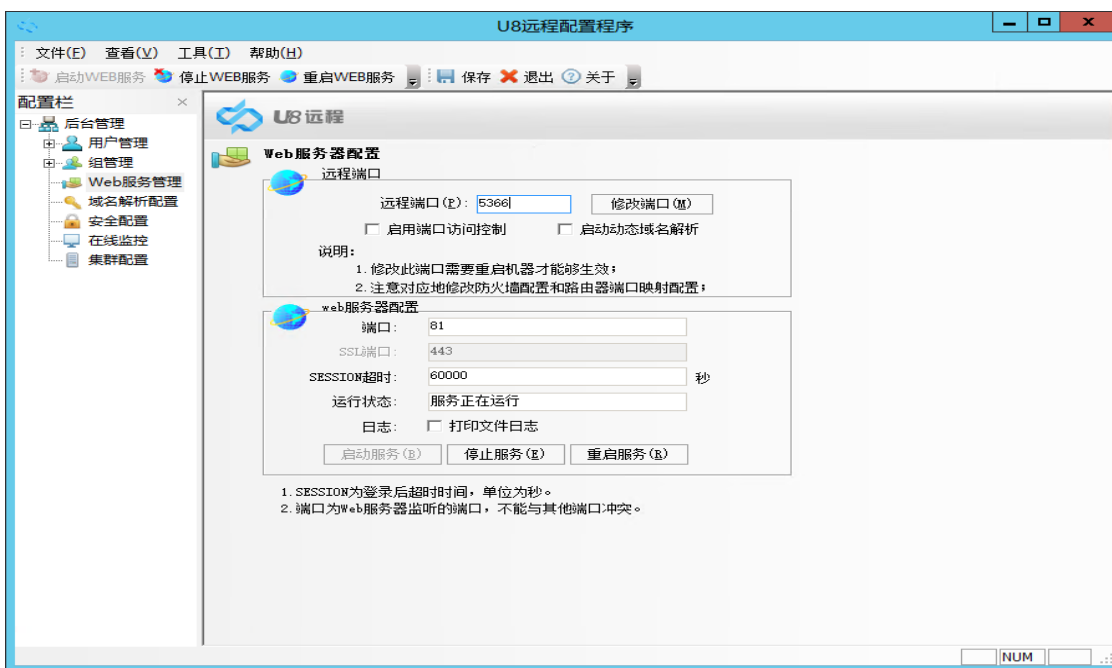 U8远程配置程序
文件(F) 查看(V) 工具(T) 帮助(H)
启动WEB服务 停止WEB服务 重启WEB服务 保存 退出 关于
配置栏
后台管理
用户管理
组管理
Web服务管理
域名解析配置
安全配置
在线监控
集群配置
U8 远程
Web服务器配置
远程端口
远程端口(P): 5366 修改端口(M)
启用端口访问控制 启动动态域名解析
说明:
1.修改此端口需要重启机器才能够生效;
2.注意对应地修改防火墙配置和路由器端口映射配置;
web服务器配置
端口: 81
SSL端口: 443
SESSION超时: 60000 秒
运行状态: 服务正在运行
日志: 打印文件日志
启动服务(B) 停止服务(E) 重启服务(R)
1.SESSION为登录后超时时间,单位为秒。
2.端口为Web服务器监听的端口,不能与其他端口冲突。
NUM